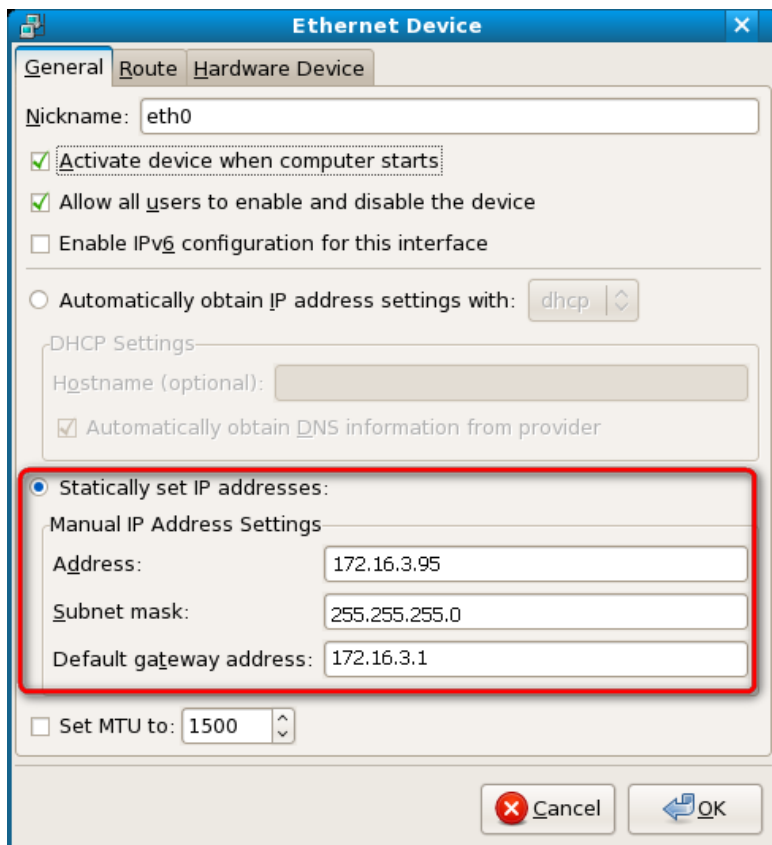 Ethernet Device
General Route Hardware Device
Nickname: eth0
Activate device when computer starts
Allow all users to enable and disable the device
Enable IPv6 configuration for this interface
Automatically obtain IP address settings with: dhcp
DHCP Settings
Hostname (optional):
Automatically obtain DNS information from provider
Statically set IP addresses:
Manual IP Address Settings
Address: 172.16.3.95
Subnet mask: 255.255.255.0
Default gateway address: 172.16.3.1
Set MTU to: 1500
Cancel OK